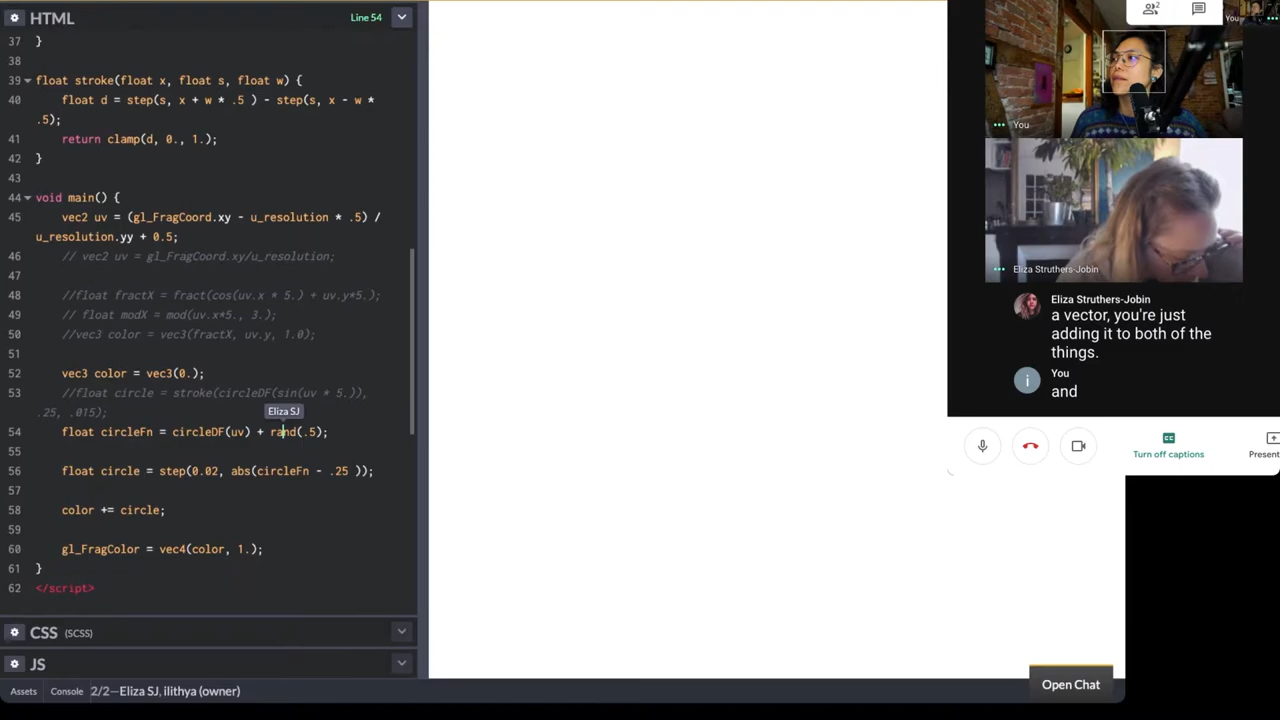 HTML
Line 54
37 }
38
39 float stroke(float x, float s, float w) {
40 float d = step(s, x + w * .5 ) - step(s, x - w *
.5);
41 return clamp(d, 0., 1.);
42 }
43
44 void main() {
45 vec2 uv = (gl_FragCoord.xy - u_resolution * .5) /
u_resolution.yy + 0.5;
46 // vec2 uv = gl_FragCoord.xy/u_resolution;
47
48 //float fractX = fract(cos(uv.x * 5.) + uv.y*5.);
49 // float modX = mod(uv.x*5., 3.);
50 //vec3 color = vec3(fractX, uv.y, 1.0);
51
52 vec3 color = vec3(0.);
53 //float circle = stroke(circleDF(sin(uv * 5.)),
.25, .015);
Eliza SJ
54 float circleFn = circleDF(uv) + rand(.5);
55
56 float circle = step(0.02, abs(circleFn - .25 ));
57
58 color += circle;
59
60 gl_FragColor = vec4(color, 1.);
61 }
62 </script>
CSS (SCSS)
JS
Assets Console 2/2—Eliza SJ, ilithya (owner)
Open Chat
2
You
You
Eliza Struthers-Jobin
Eliza Struthers-Jobin
a vector, you're just
adding it to both of the
things.
i
You
and
Turn off captions
Present